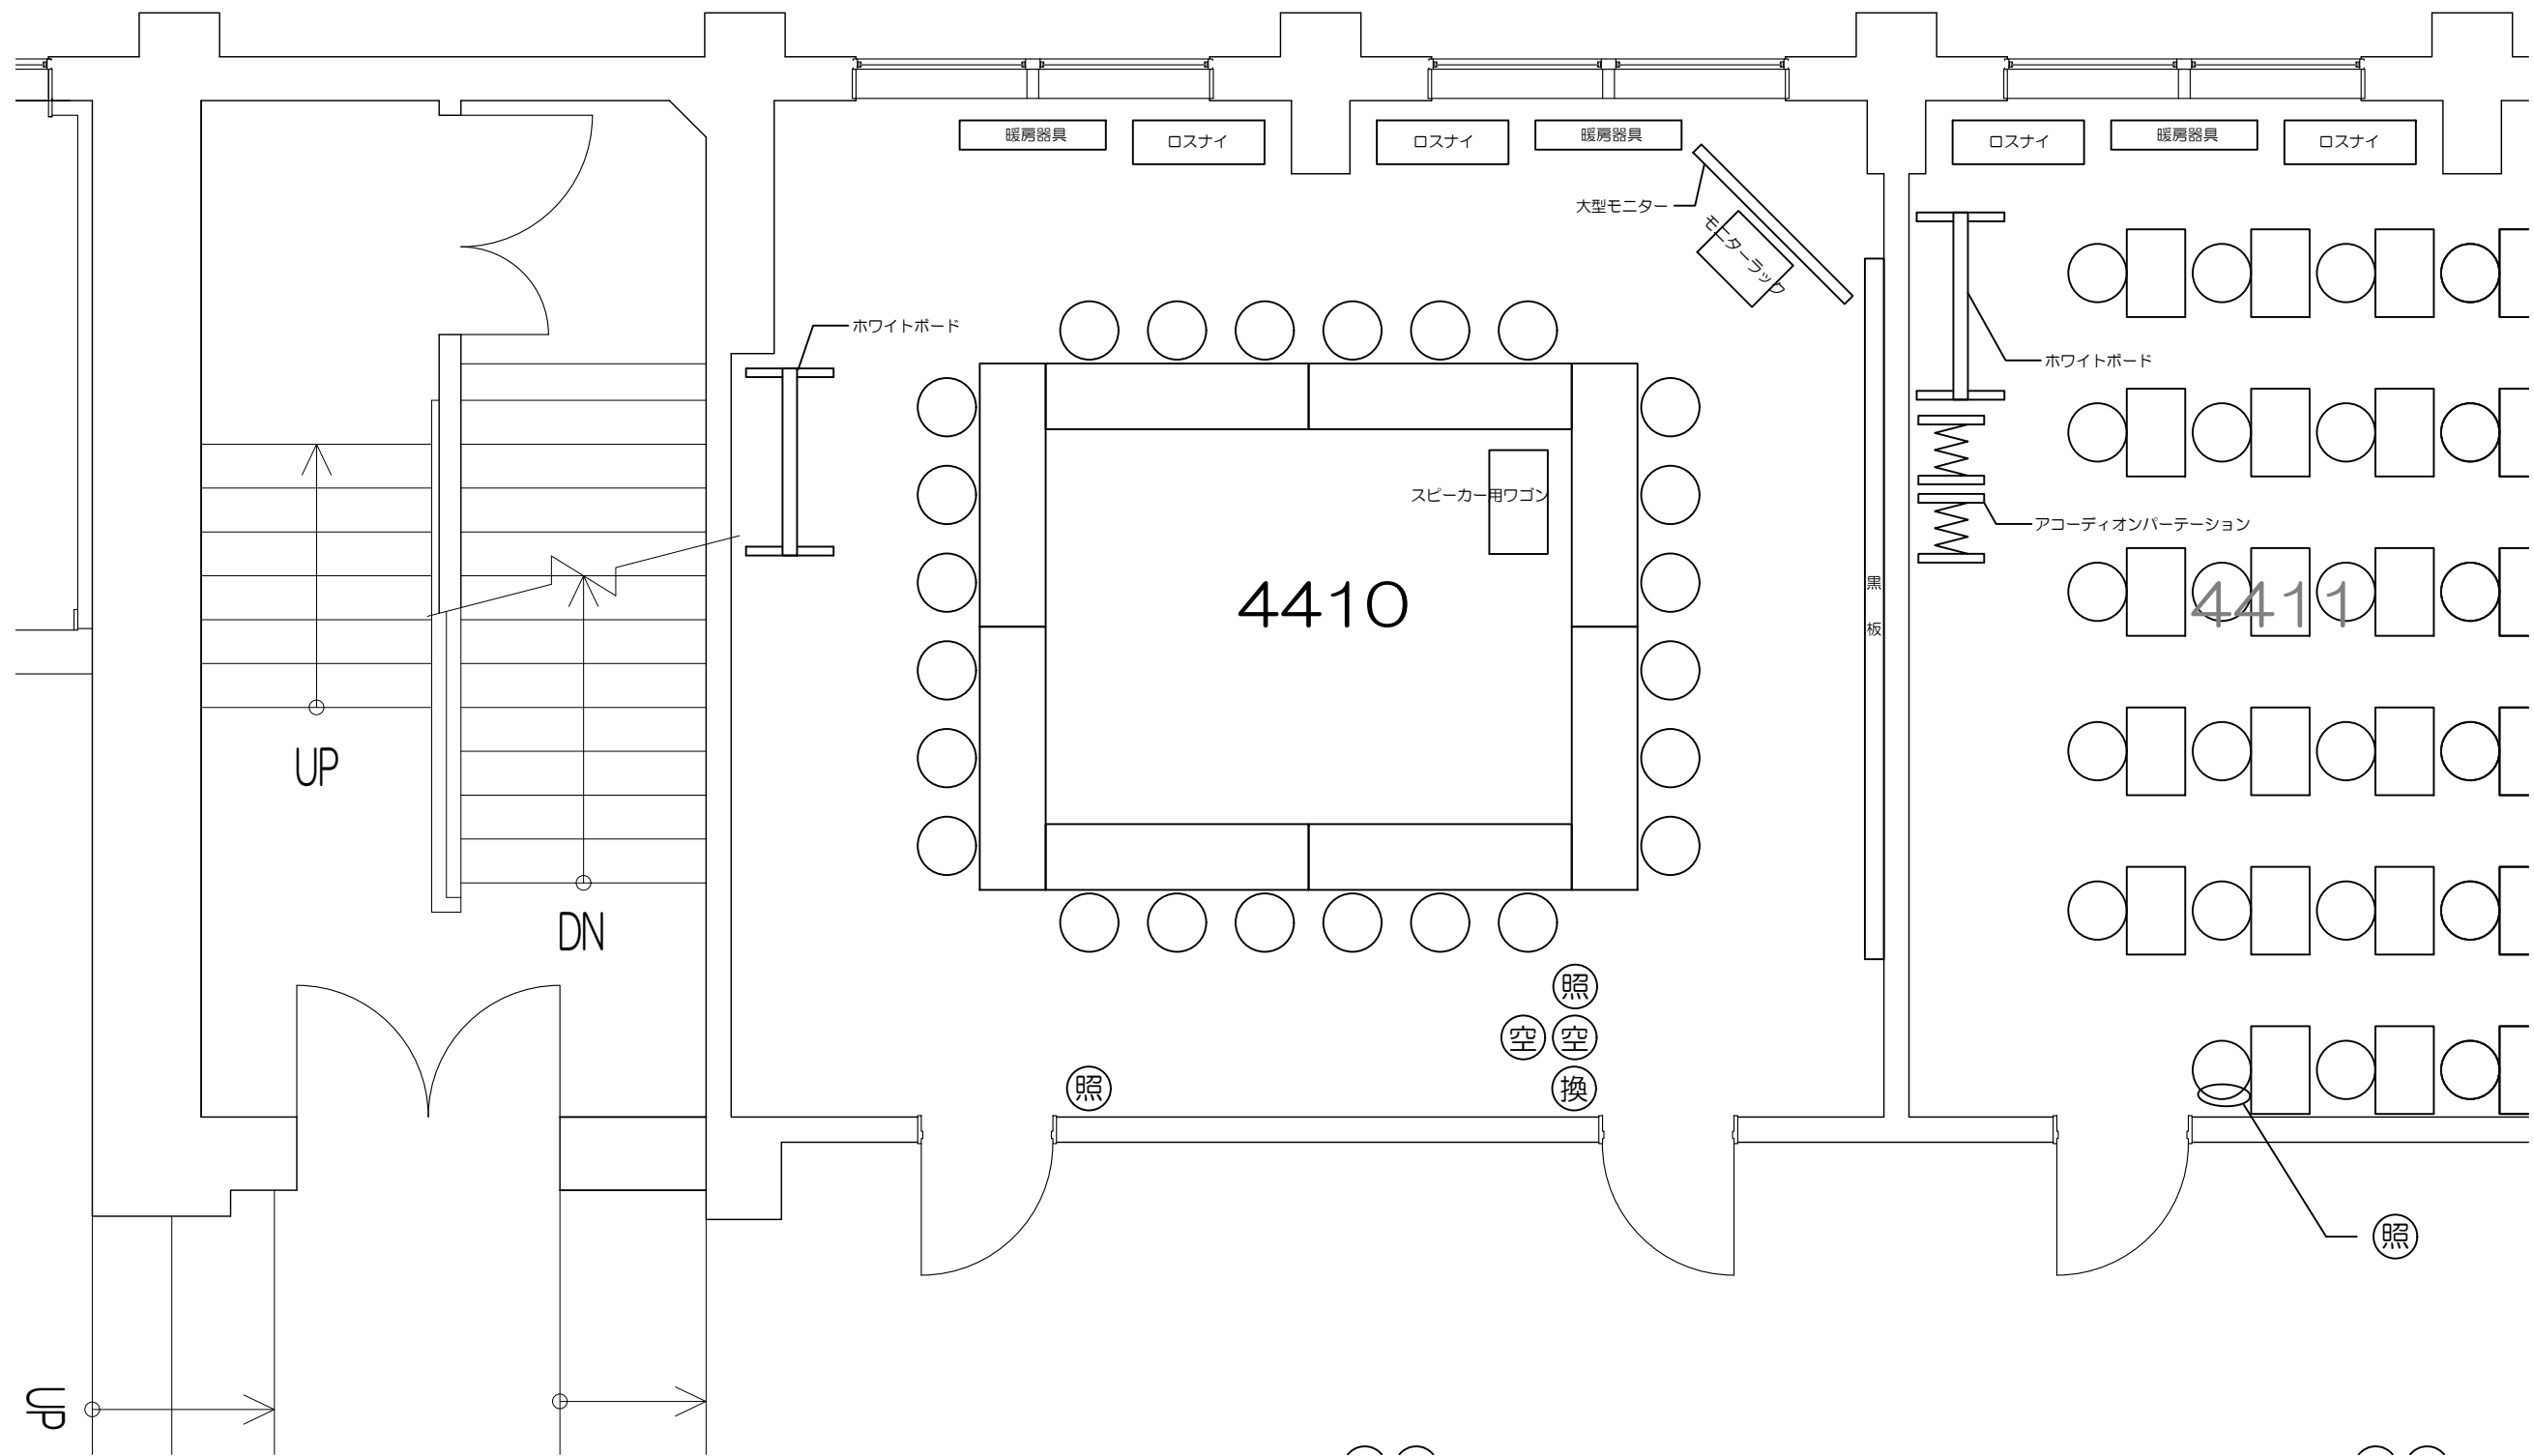 暖房器具
ロスナイ
ロスナイ
暖房器具
ロスナイ
暖房器具
ロスナイ
大型モニター
モニターラック
ホワイトボード
ホワイトボード
スピーカー用ワゴン
アコーディオンパーテーション
4410
黒板
4411
UP
DN
照
空
空
照
換
照
UP